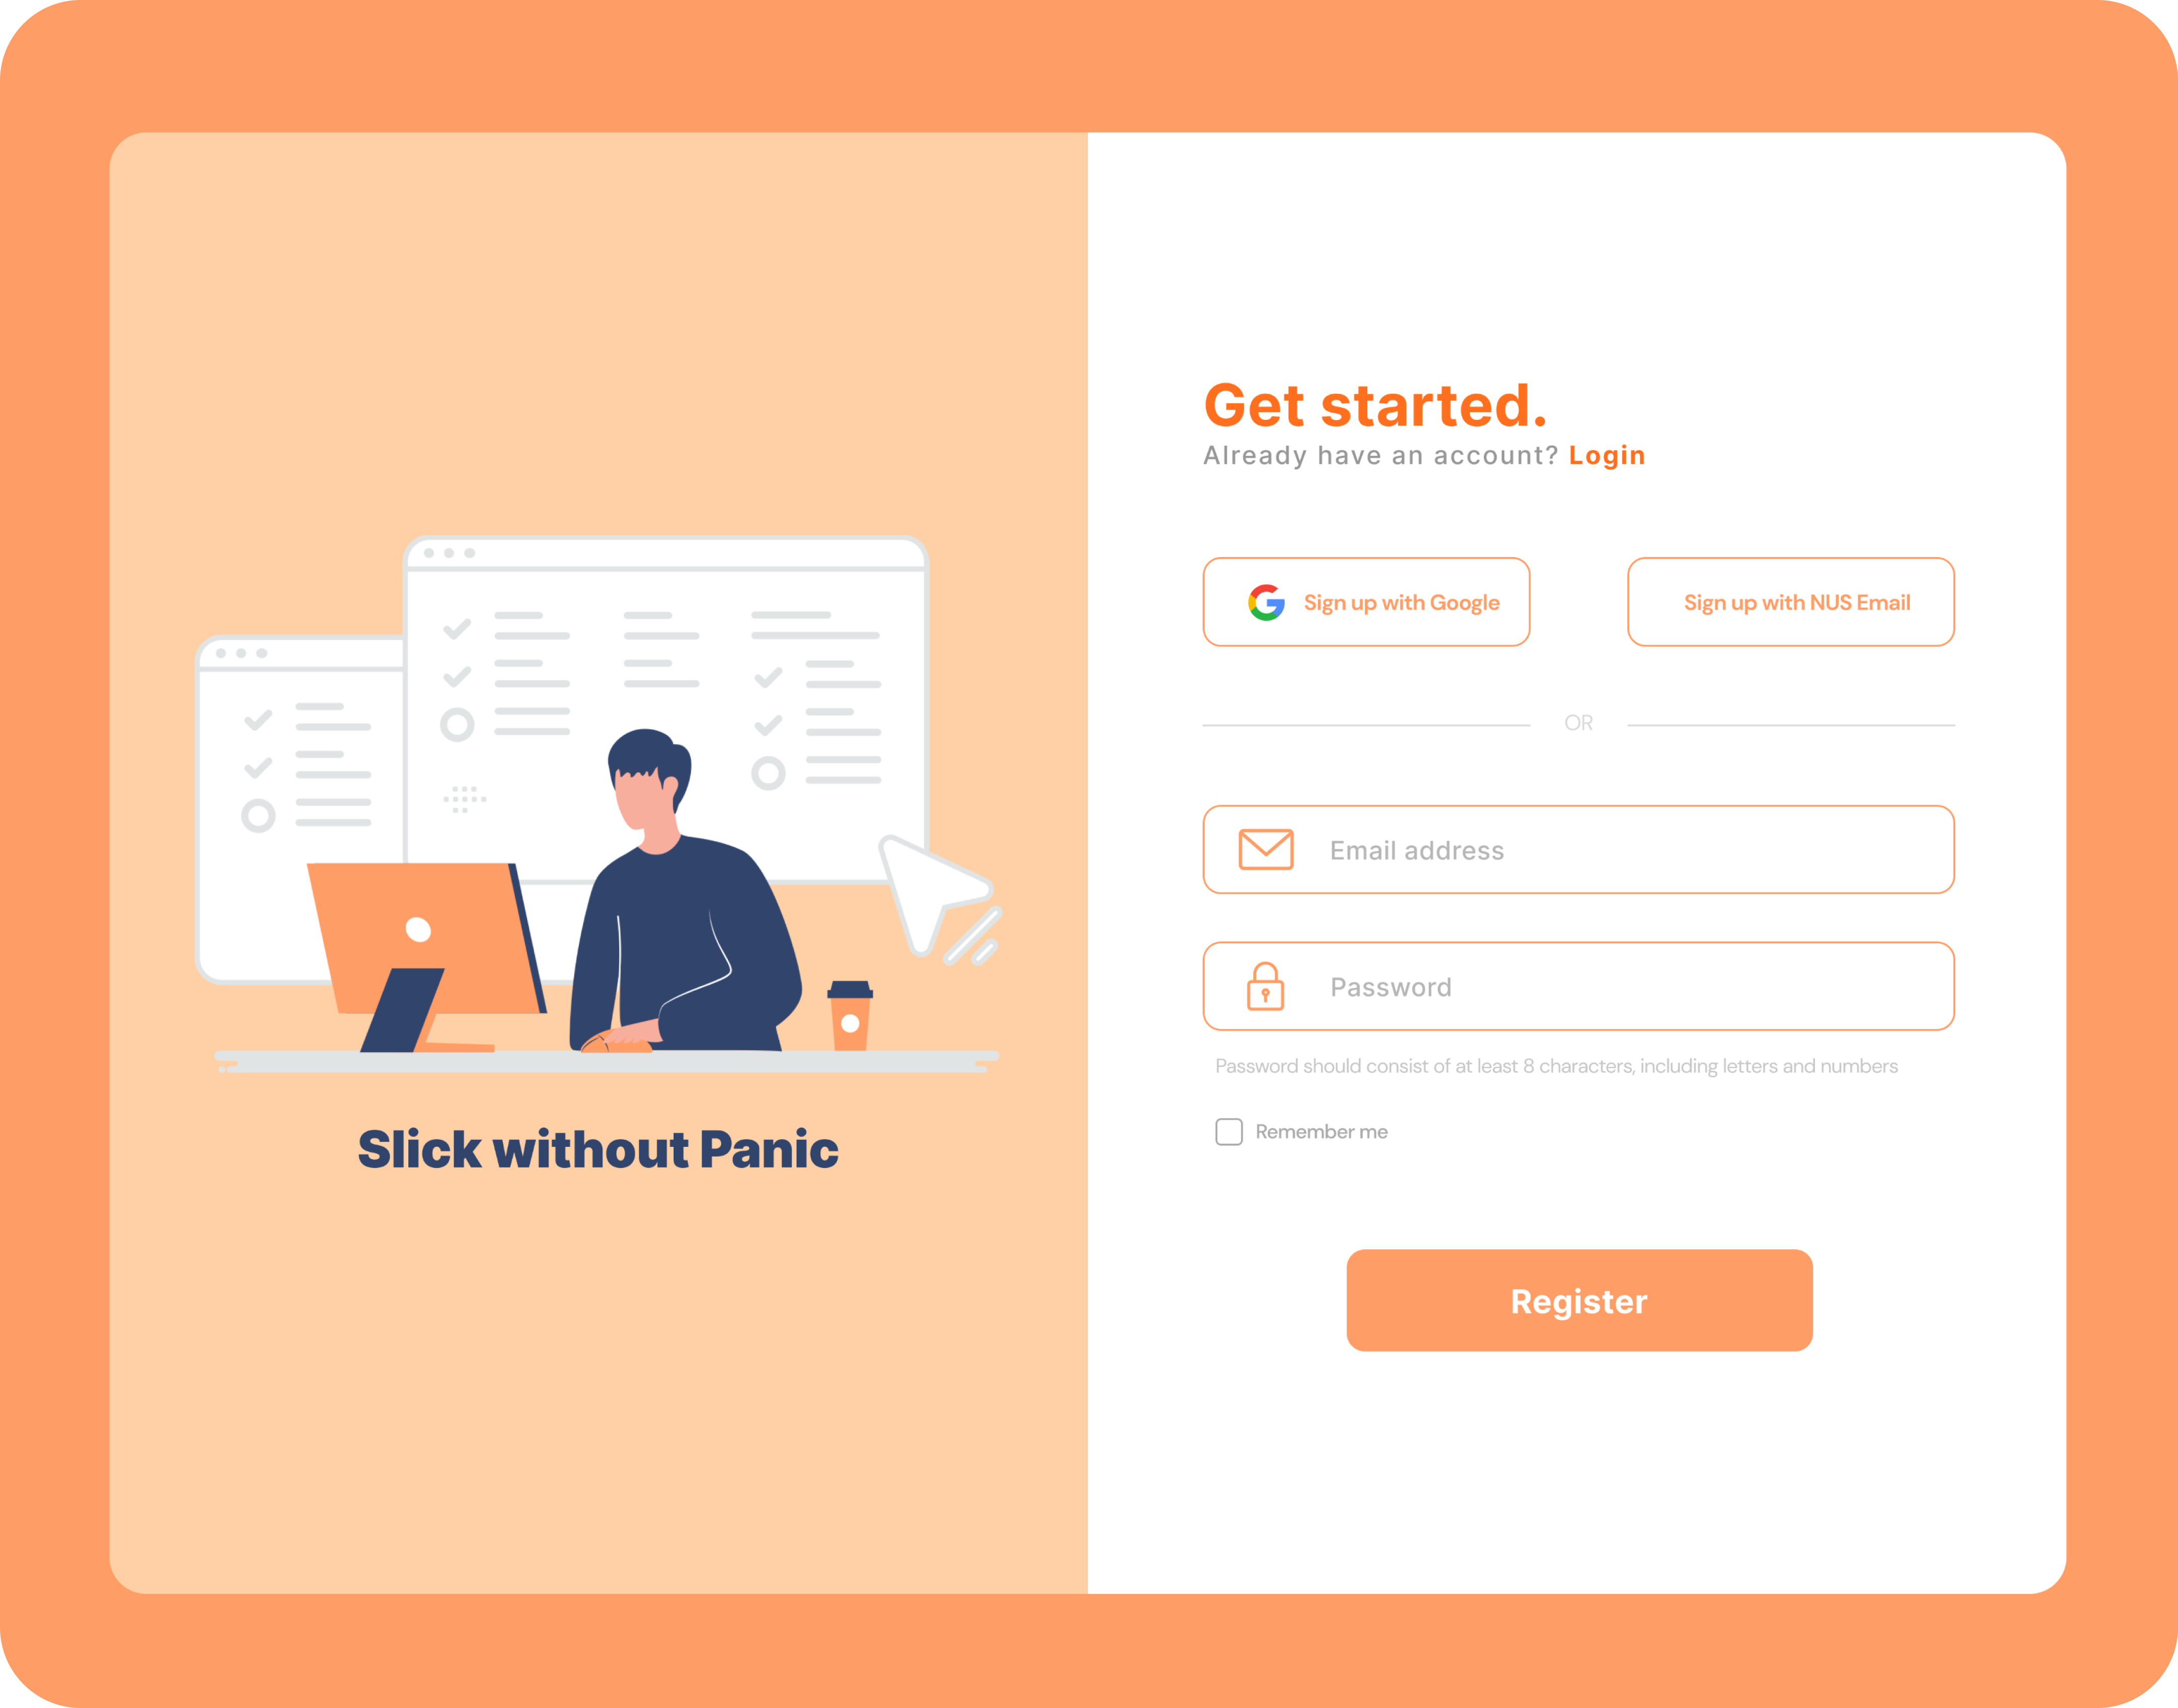 Get started.
Already have an account? Login
Sign up with Google
Sign up with NUS Email
OR
Email address
Password
Password should consist of at least 8 characters, including letters and numbers
Remember me
Register
Slick without Panic